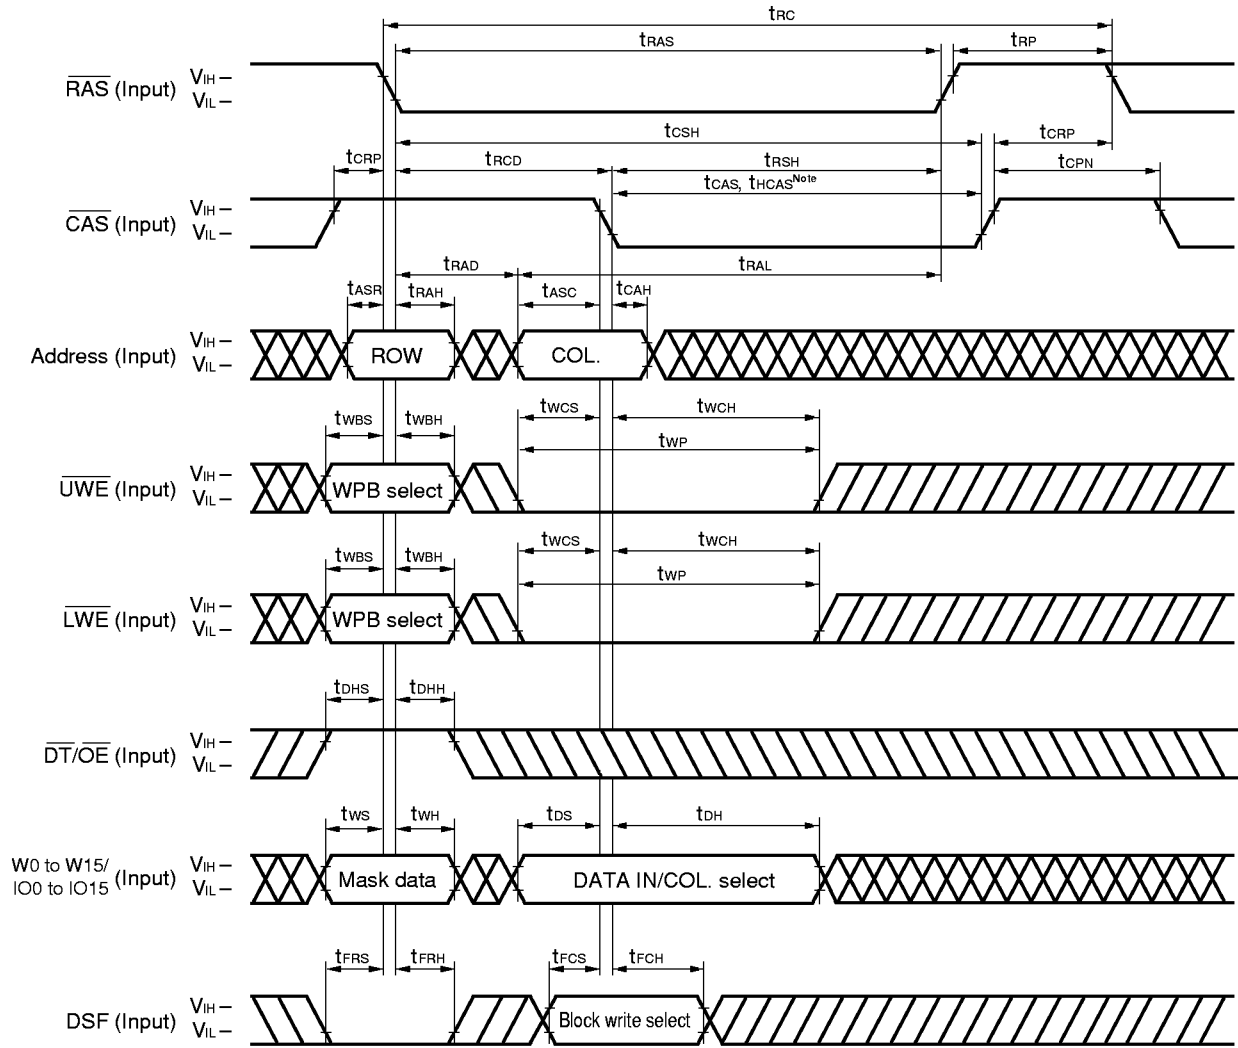 tRC
tRAS tRP
RAS (Input) VIH– VIL–
tCSH tCRP
tCRP tRCD tRSH tCPN
tCAS, tHCAS Note
CAS (Input) VIH– VIL–
tRAD tRAL
tASR tRAH tASC tCAH
Address (Input) VIH– VIL– ROW COL.
tWBS tWBH tWCS tWCH
tWP
UWE (Input) VIH– VIL– WPB select
tWBS tWBH tWCS tWCH
tWP
LWE (Input) VIH– VIL– WPB select
tDHS tDHH
DT/OE (Input) VIH– VIL–
tWS tWH tDS tDH
W0 to W15/
IO0 to IO15 (Input) VIH– VIL– Mask data DATA IN/COL. select
tFRS tFRH tFCS tFCH
DSF (Input) VIH– VIL– Block write select